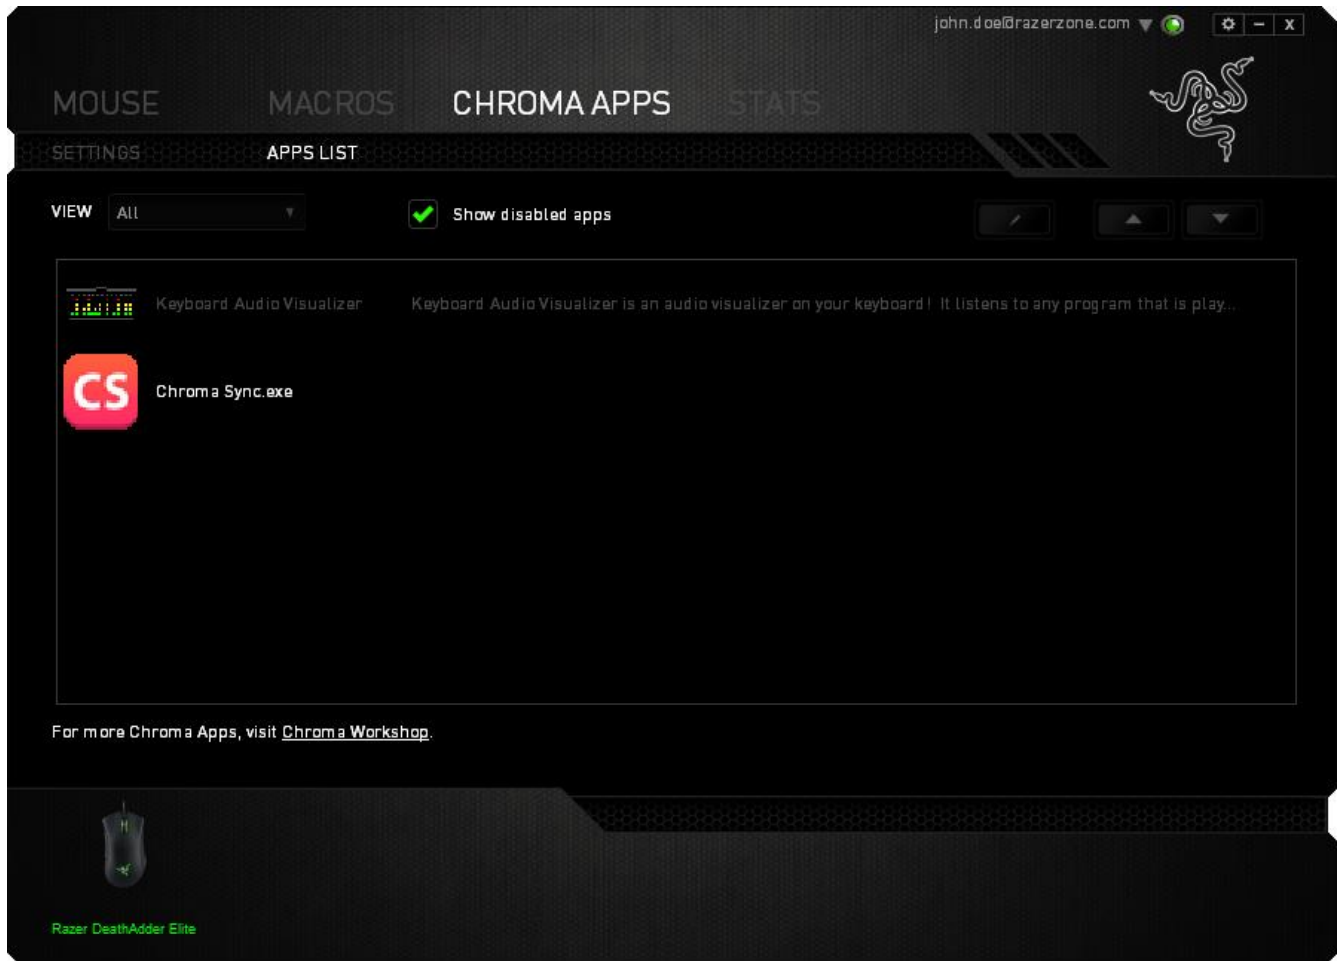 john.doe@razerzone.com
X
MOUSE MACROS CHROMA APPS STATS
SETTINGS APPS LIST
VIEW All Show disabled apps
Keyboard Audio Visualizer Keyboard Audio Visualizer is an audio visualizer on your keyboard! It listens to any program that is play...
CS Chroma Sync.exe
For more Chroma Apps, visit Chroma Workshop.
Razer DeathAdder Elite